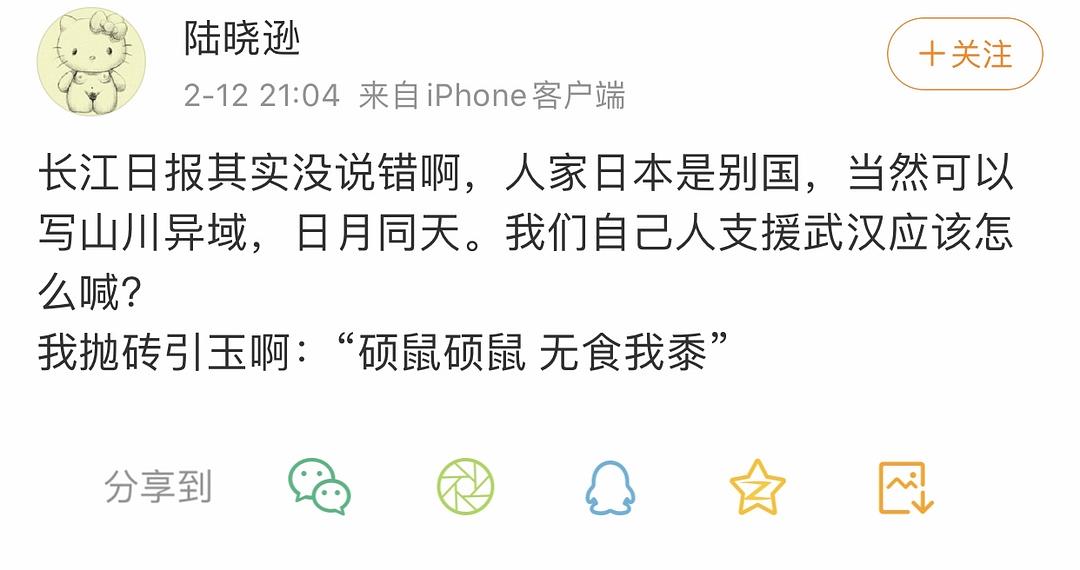 陆晓逊
+关注
2-12 21:04 来自iPhone客户端
长江日报其实没说错啊，人家日本是别国，当然可以
写山川异域，日月同天。我们自己人支援武汉应该怎
么喊？
我抛砖引玉啊：“硕鼠硕鼠 无食我黍”
分享到